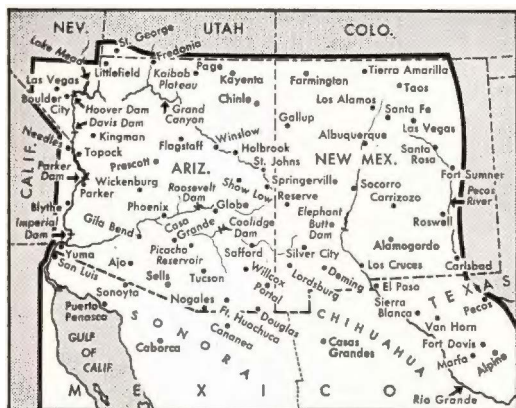 NEV.
UTAH
COLO.
St. George
Lake Mead
Fredonia
Littlefield
Kaibab
Plateau
Page
Kayenta
Farmington
Tierra Amarilla
Taos
Las Vegas
Boulder
City
Hoover Dam
Davis Dam
Grand
Canyon
Chinle
Los Alamos
Santa Fe
Gallup
Las Vegas
Needles
Kingman
Flagstaff
Winslow
Albuquerque
Santa
Rosa
Topock
Holbrook
CALIF.
Parker
Dam
Prescott
ARIZ.
St. Johns
NEW MEX.
Wickenburg
Parker
Roosevelt
Dam
Show Low
Springerville
Socorro
Fort Sumner
Pecos
River
Blyth
Phoenix
Globe
Reserve
Carrizozo
Imperial
Dam
Gila Bend
Casa
Grande
Coolidge
Dam
Elephant
Butte Dam
Roswell
Yuma
Picacho
Reservoir
Safford
Silver City
Alamogordo
San Luis
Ajo
Tucson
Willcox
Deming
Los Cruces
Carlsbad
Sells
Lordsburg
Sonoyta
Portal
El Paso
TEXAS
Puerto
Penasco
Nogales
Ft. Huachuca
Douglas
Sierra
Blanca
Pecos
GULF
OF
CALIF.
SONORA
Cananea
CHIHUAHUA
Van Horn
Caborca
Casas
Grandes
Fort Davis
Marfa
Alpine
MEXICO
Rio Grande